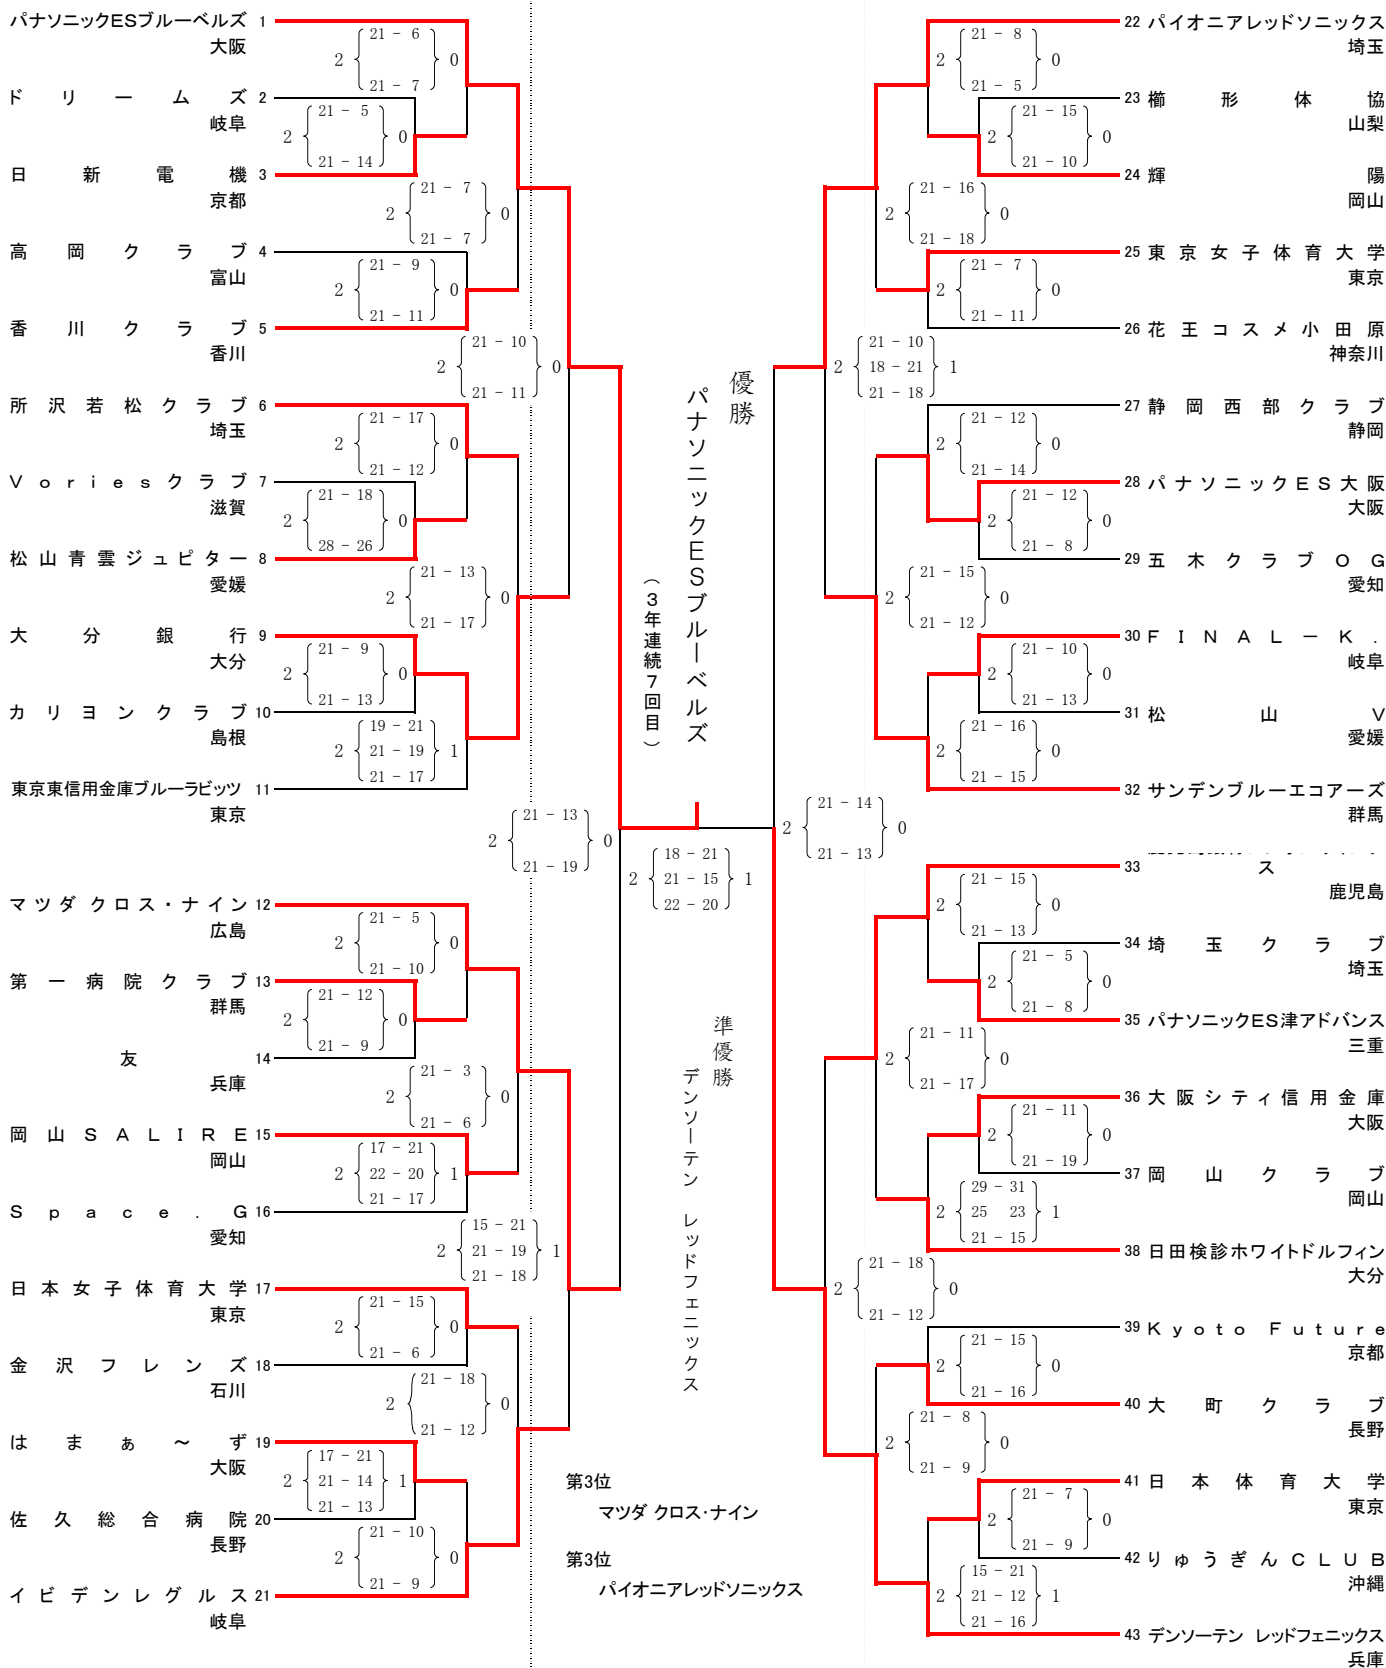 パナソニックESブルーベルズ 1
大阪
21 - 6
2 0
21 - 7
ドリームズ 2
岐阜
21 - 5
2 0
21 - 14
日新電機 3
京都
21 - 7
2 0
21 - 7
高岡クラブ 4
富山
21 - 9
2 0
21 - 11
香川クラブ 5
香川
21 - 10
2 0
21 - 11
所沢若松クラブ 6
埼玉
21 - 17
2 0
21 - 12
Voriesクラブ 7
滋賀
21 - 18
2 0
28 - 26
松山青雲ジュピター 8
愛媛
21 - 13
2 0
21 - 17
大分銀行 9
大分
21 - 9
2 0
21 - 13
カリヨンクラブ 10
島根
19 - 21
2 21 - 19 1
21 - 17
東京東信用金庫ブルーラビッツ 11
東京
21 - 13
2 0
21 - 19
マツダ クロス・ナイン 12
広島
21 - 5
2 0
21 - 10
第一病院クラブ 13
群馬
21 - 12
2 0
21 - 9
友 14
兵庫
21 - 3
2 0
21 - 6
岡山SALIRE 15
岡山
17 - 21
2 22 - 20 1
21 - 17
Space.G 16
愛知
15 - 21
2 21 - 19 1
21 - 18
日本女子体育大学 17
東京
21 - 15
2 0
21 - 6
金沢フレンズ 18
石川
21 - 18
2 0
21 - 12
はまぁ～ず 19
大阪
17 - 21
2 21 - 14 1
21 - 13
佐久総合病院 20
長野
21 - 10
2 0
21 - 9
イビデンレグルス 21
岐阜
優勝
パナソニックESブルーベルズ
（3年連続7回目）
18 - 21
2 21 - 15 1
22 - 20
準優勝
デンソーテン レッドフェニックス
第3位
マツダ クロス・ナイン
第3位
パイオニアレッドソニックス
22 パイオニアレッドソニックス
埼玉
21 - 8
2 0
21 - 5
23 櫛形体協
山梨
21 - 15
2 0
21 - 10
24 輝陽
岡山
21 - 16
2 0
21 - 18
25 東京女子体育大学
東京
21 - 7
2 0
21 - 11
26 花王コスメ小田原
神奈川
21 - 10
2 18 - 21 1
21 - 18
27 静岡西部クラブ
静岡
21 - 12
2 0
21 - 14
28 パナソニックES大阪
大阪
21 - 12
2 0
21 - 8
29 五木クラブOG
愛知
21 - 15
2 0
21 - 12
30 FINAL－K.
岐阜
21 - 10
2 0
21 - 13
31 松山V
愛媛
21 - 16
2 0
21 - 15
32 サンデンブルーエコアーズ
群馬
21 - 14
2 0
21 - 13
33 ス
鹿児島
21 - 15
2 0
21 - 13
34 埼玉クラブ
埼玉
21 - 5
2 0
21 - 8
35 パナソニックES津アドバンス
三重
21 - 11
2 0
21 - 17
36 大阪シティ信用金庫
大阪
21 - 11
2 0
21 - 19
37 岡山クラブ
岡山
29 - 31
2 25 23 1
21 - 15
38 日田検診ホワイトドルフィン
大分
21 - 18
2 0
21 - 12
39 Kyoto Future
京都
21 - 15
2 0
21 - 16
40 大町クラブ
長野
21 - 8
2 0
21 - 9
41 日本体育大学
東京
21 - 7
2 0
21 - 9
42 りゅうぎんCLUB
沖縄
15 - 21
2 21 - 12 1
21 - 16
43 デンソーテン レッドフェニックス
兵庫